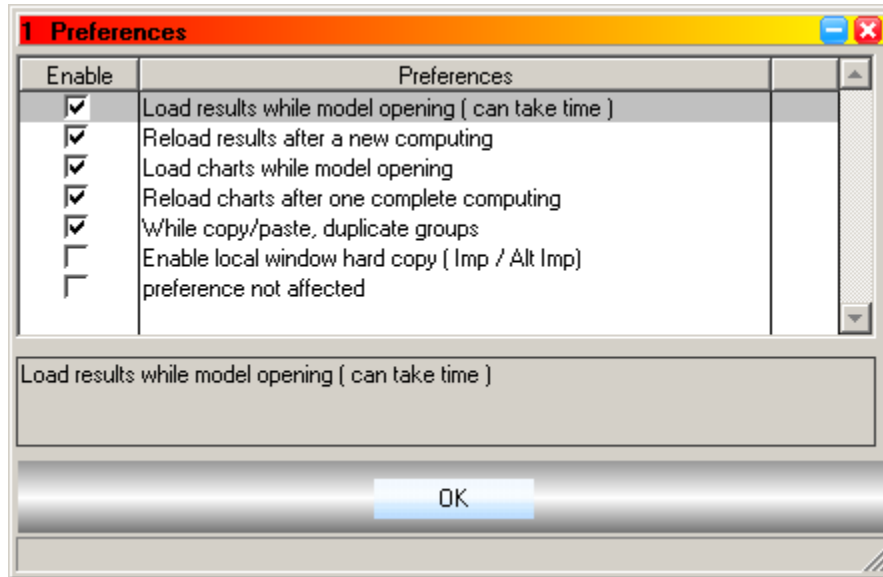 1 Preferences
Enable Preferences
Load results while model opening ( can take time )
Reload results after a new computing
Load charts while model opening
Reload charts after one complete computing
While copy/paste, duplicate groups
Enable local window hard copy ( Imp / Alt Imp)
preference not affected
Load results while model opening ( can take time )
OK